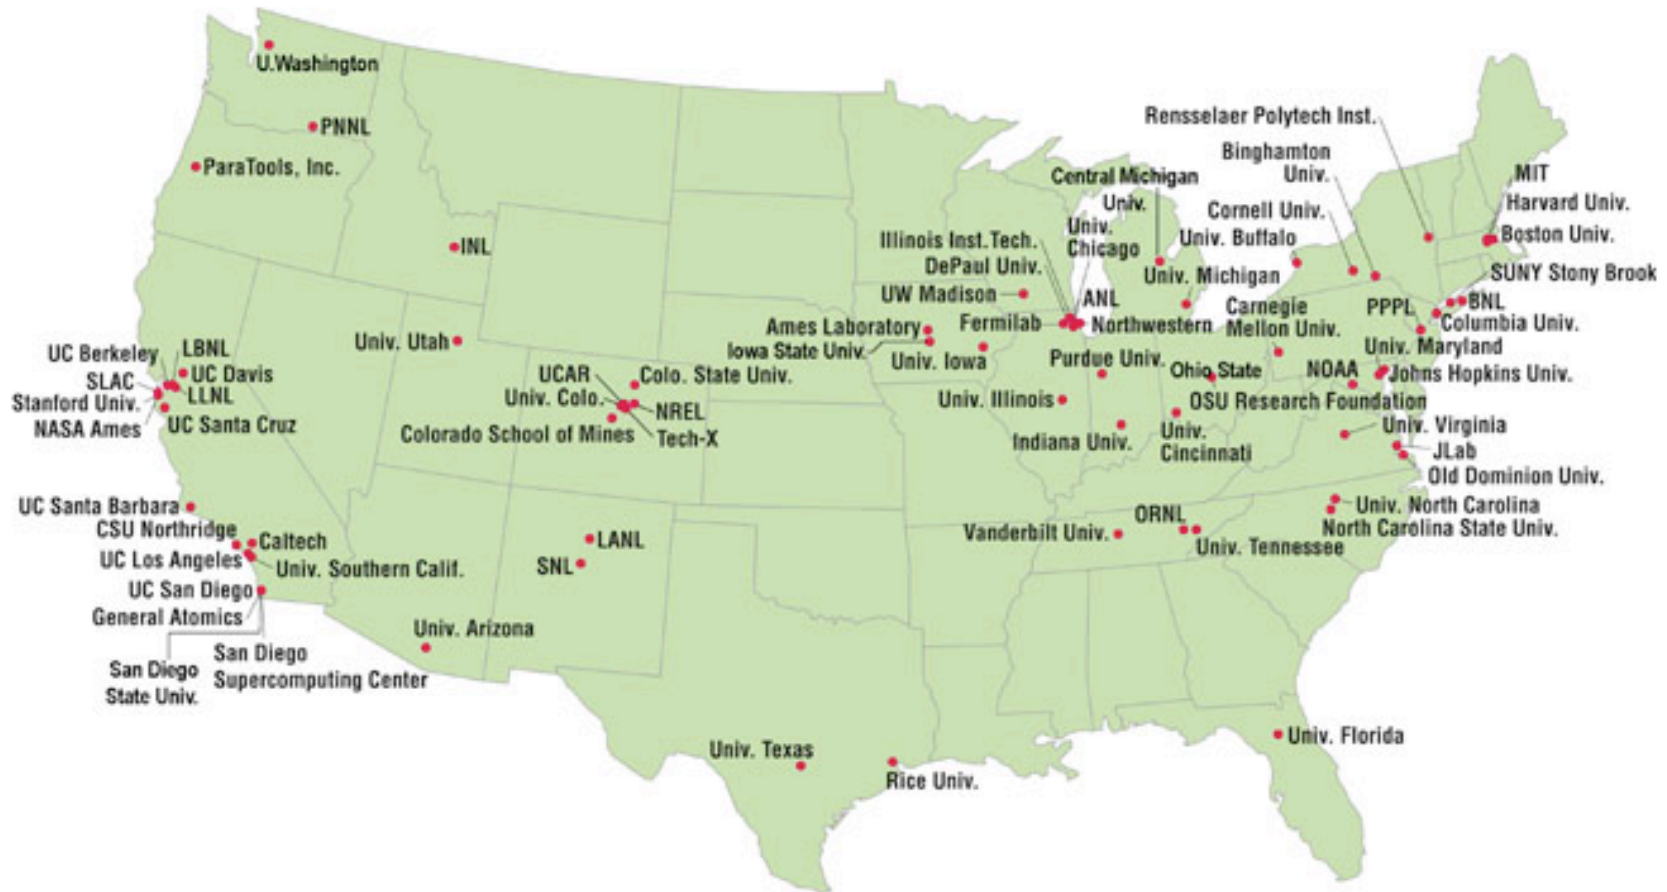 U.Washington
PNNL
ParaTools, Inc.
INL
Univ. Utah
UC Berkeley
LBNL
SLAC
UC Davis
Stanford Univ.
LLNL
NASA Ames
UC Santa Cruz
UC Santa Barbara
CSU Northridge
Caltech
UC Los Angeles
Univ. Southern Calif.
UC San Diego
General Atomics
San Diego
State Univ.
San Diego
Supercomputing Center
Univ. Arizona
UCAR
Colo. State Univ.
Univ. Colo.
NREL
Colorado School of Mines
Tech-X
LANL
SNL
Univ. Texas
Rice Univ.
Central Michigan
Univ.
Univ.
Chicago
Illinois Inst.Tech.
DePaul Univ.
UW Madison
ANL
Fermilab
Northwestern
Ames Laboratory
Iowa State Univ.
Univ. Iowa
Purdue Univ.
Univ. Illinois
Indiana Univ.
Univ.
Cincinnati
Ohio State
OSU Research Foundation
Vanderbilt Univ.
ORNL
Univ. Tennessee
Rensselaer Polytech Inst.
Binghamton
Univ.
Cornell Univ.
Univ. Buffalo
Univ. Michigan
Carnegie
Mellon Univ.
MIT
Harvard Univ.
Boston Univ.
SUNY Stony Brook
BNL
PPPL
Columbia Univ.
Univ. Maryland
NOAA
Johns Hopkins Univ.
Univ. Virginia
JLab
Old Dominion Univ.
Univ. North Carolina
North Carolina State Univ.
Univ. Florida